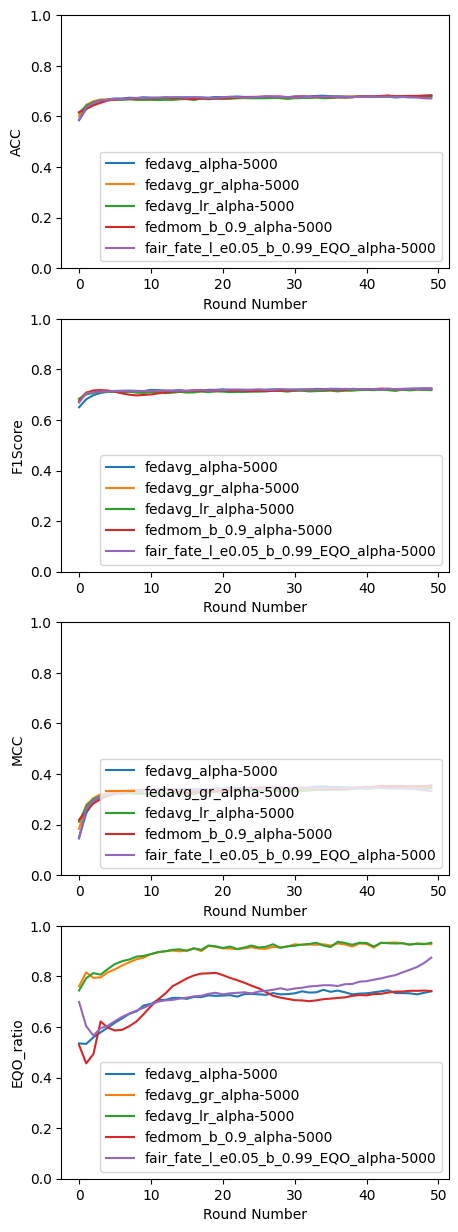 1.0
0.8
0.6
0.4
0.2
0.0
ACC
fedavg_alpha-5000
fedavg_gr_alpha-5000
fedavg_lr_alpha-5000
fedmom_b_0.9_alpha-5000
fair_fate_l_e0.05_b_0.99_EQO_alpha-5000
0 10 20 30 40 50
Round Number
1.0
0.8
0.6
0.4
0.2
0.0
F1Score
fedavg_alpha-5000
fedavg_gr_alpha-5000
fedavg_lr_alpha-5000
fedmom_b_0.9_alpha-5000
fair_fate_l_e0.05_b_0.99_EQO_alpha-5000
0 10 20 30 40 50
Round Number
1.0
0.8
0.6
0.4
0.2
0.0
MCC
fedavg_alpha-5000
fedavg_gr_alpha-5000
fedavg_lr_alpha-5000
fedmom_b_0.9_alpha-5000
fair_fate_l_e0.05_b_0.99_EQO_alpha-5000
0 10 20 30 40 50
Round Number
1.0
0.8
0.6
0.4
0.2
0.0
EQO_ratio
fedavg_alpha-5000
fedavg_gr_alpha-5000
fedavg_lr_alpha-5000
fedmom_b_0.9_alpha-5000
fair_fate_l_e0.05_b_0.99_EQO_alpha-5000
0 10 20 30 40 50
Round Number